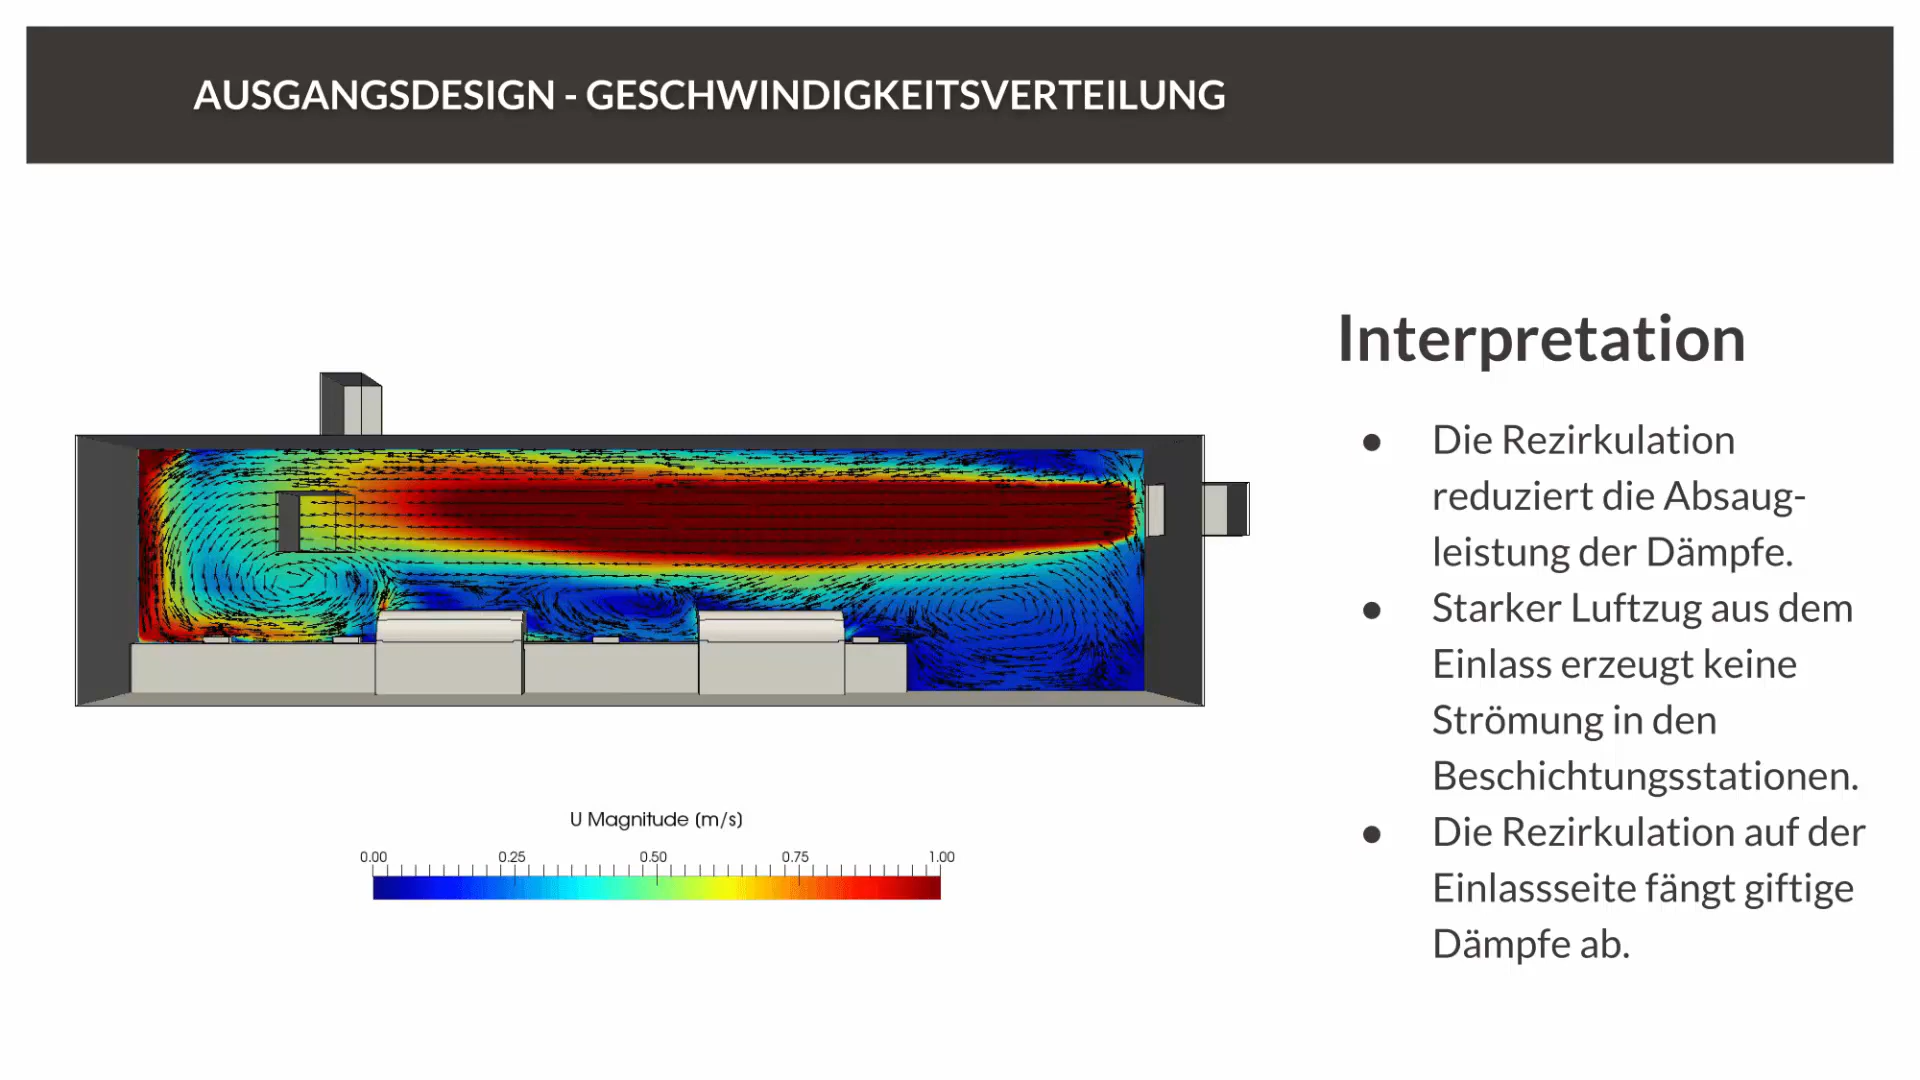 AUSGANGSDESIGN - GESCHWINDIGKEITSVERTEILUNG
Interpretation
● Die Rezirkulation
reduziert die Absaug-
leistung der Dämpfe.
● Starker Luftzug aus dem
Einlass erzeugt keine
Strömung in den
Beschichtungsstationen.
● Die Rezirkulation auf der
Einlassseite fängt giftige
Dämpfe ab.
U Magnitude (m/s)
0.00 0.25 0.50 0.75 1.00